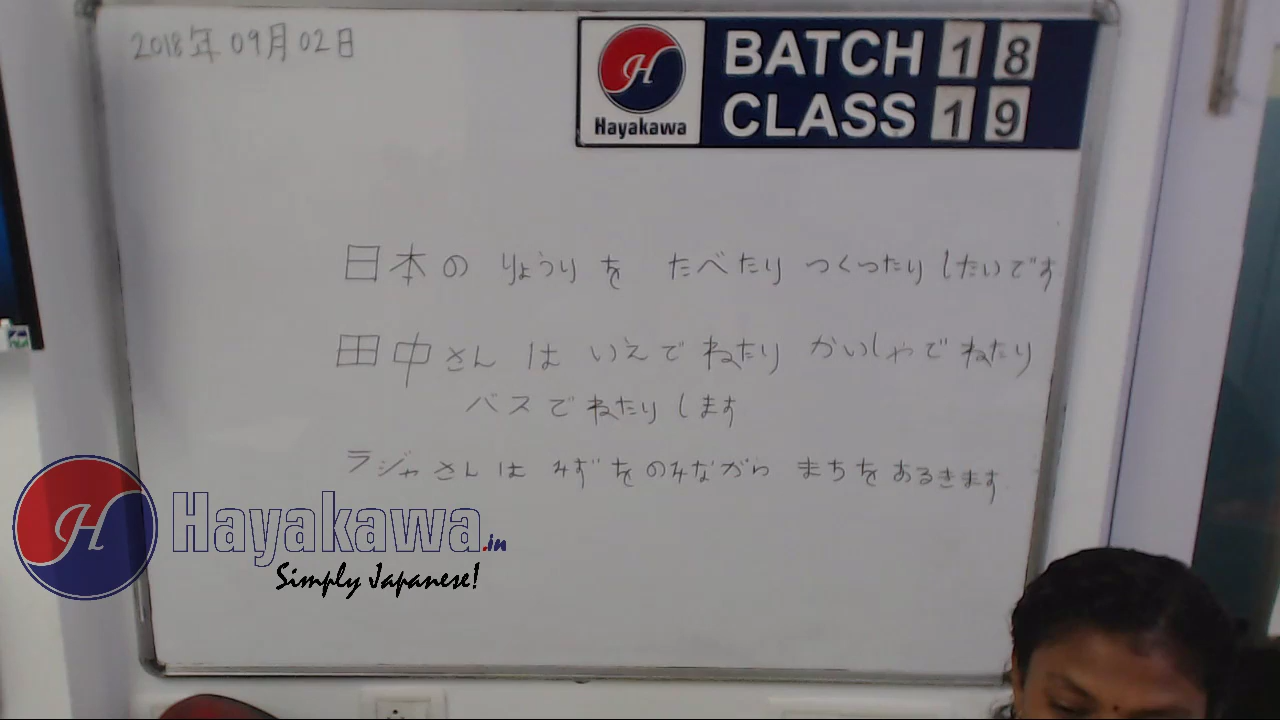 2018年 09月 02日
H
Hayakawa
BATCH 18
CLASS 19
日本の りょうり を たべたり つくったり したいです
田中さん は いえで ねたり かいしゃで ねたり
バスで ねたり します
ラジャさん は みずを のみながら まちを あるきます
H
Hayakawa.in
Simply Japanese!